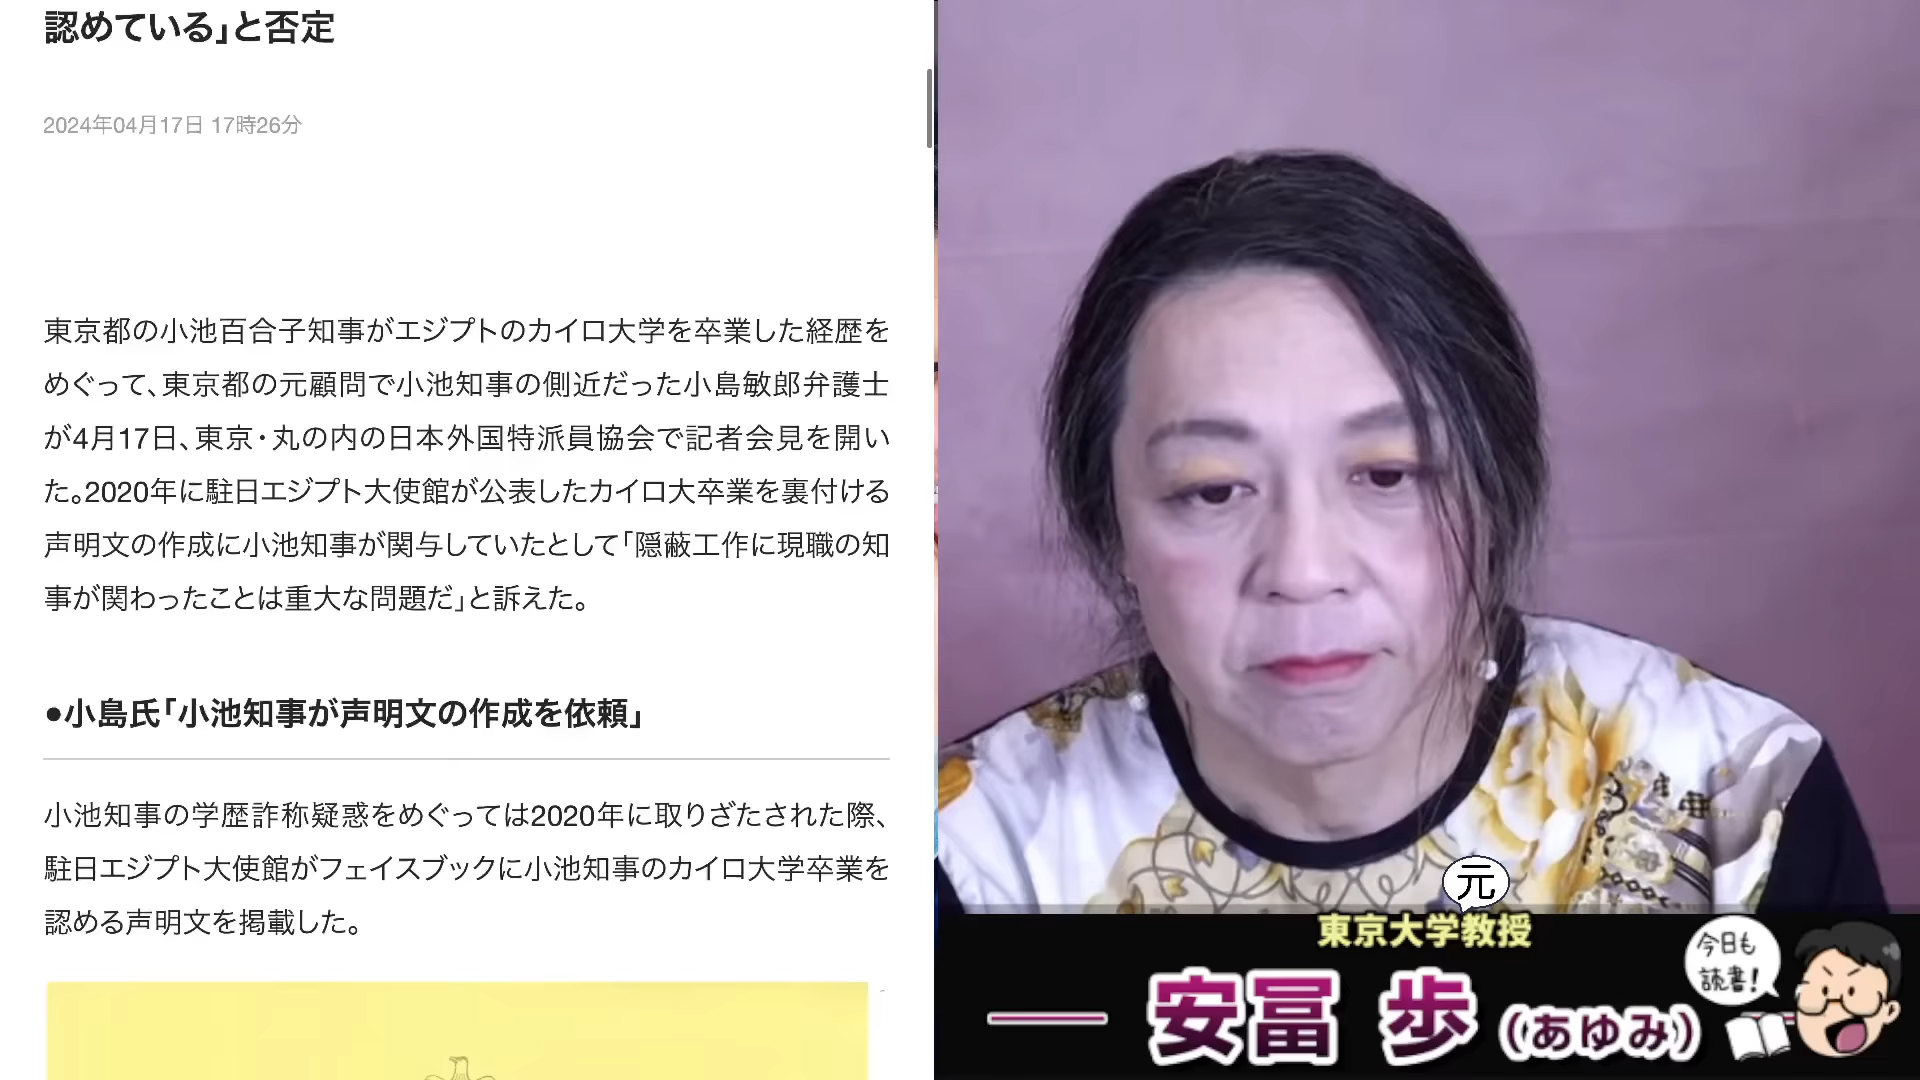 認めている」と否定
2024年04月17日 17時26分
東京都の小池百合子知事がエジプトのカイロ大学を卒業した経歴を
めぐって、東京都の元顧問で小池知事の側近だった小島敏郎弁護士
が4月17日、東京・丸の内の日本外国特派員協会で記者会見を開い
た。2020年に駐日エジプト大使館が公表したカイロ大卒業を裏付ける
声明文の作成に小池知事が関与していたとして「隠蔽工作に現職の知
事が関わったことは重大な問題だ」と訴えた。
●小島氏「小池知事が声明文の作成を依頼」
小池知事の学歴詐称疑惑をめぐっては2020年に取りざたされた際、
駐日エジプト大使館がフェイスブックに小池知事のカイロ大学卒業を
認める声明文を掲載した。
元
東京大学教授
安冨 歩 (あゆみ)
今日も
読書!